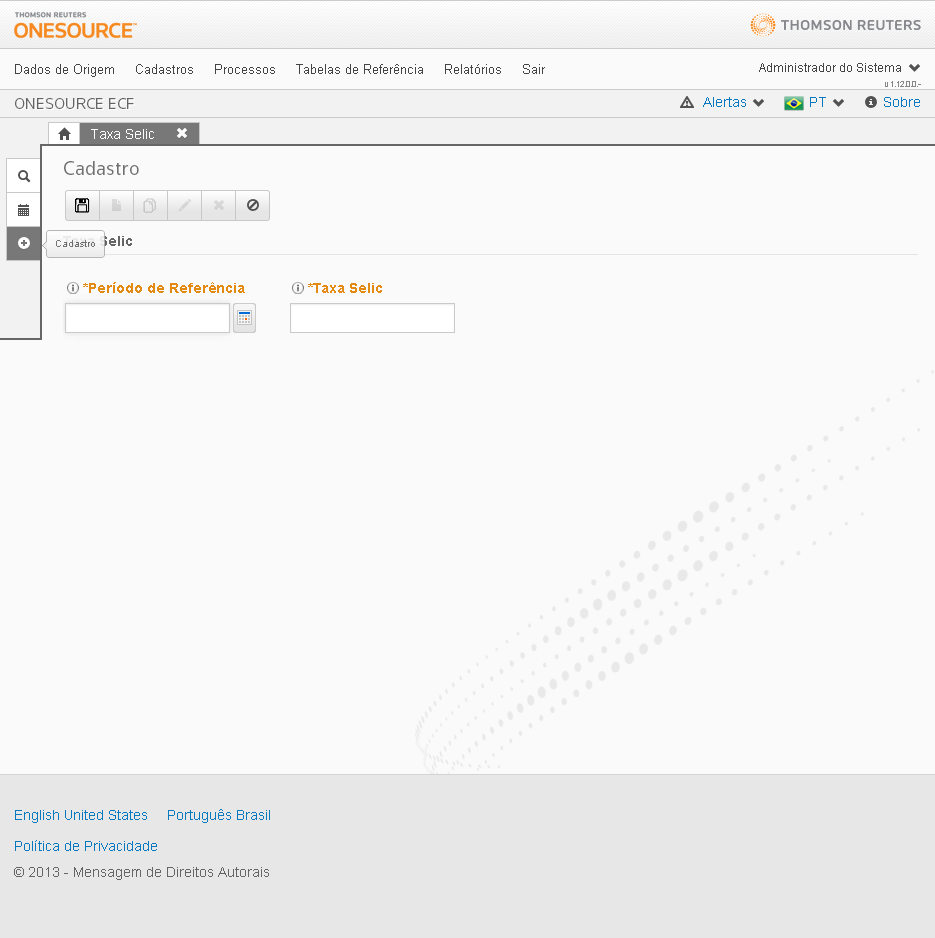 THOMSON REUTERS
ONESOURCE™
THOMSON REUTERS
Dados de Origem Cadastros Processos Tabelas de Referência Relatórios Sair
Administrador do Sistema
v1.12.0.0.-
ONESOURCE ECF
Alertas PT Sobre
Taxa Selic
Cadastro
Cadastro
Selic
*Período de Referência *Taxa Selic
English United States Português Brasil
Política de Privacidade
© 2013 - Mensagem de Direitos Autorais